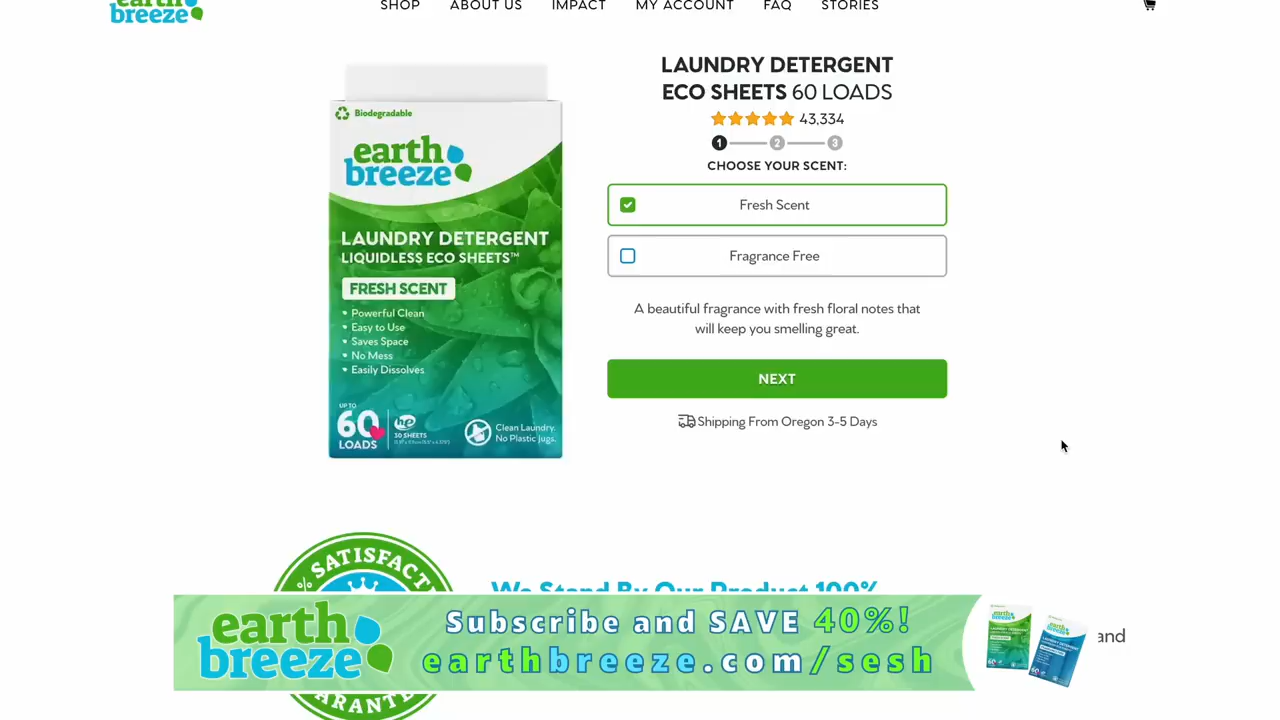 earth
breeze
SHOP ABOUT US IMPACT MY ACCOUNT FAQ STORIES
Biodegradable
earth
breeze
LAUNDRY DETERGENT
LIQUIDLESS ECO SHEETS™
FRESH SCENT
• Powerful Clean
• Easy to Use
• Saves Space
• No Mess
• Easily Dissolves
UP TO
60
LOADS
he
30 SHEETS
Clean Laundry.
No Plastic jugs.
LAUNDRY DETERGENT
ECO SHEETS 60 LOADS
43,334
1 2 3
CHOOSE YOUR SCENT:
Fresh Scent
Fragrance Free
A beautiful fragrance with fresh floral notes that
will keep you smelling great.
NEXT
Shipping From Oregon 3-5 Days
We Stand By Our Product 100%
and
earth
breeze
Subscribe and SAVE 40%!
earthbreeze.com/sesh